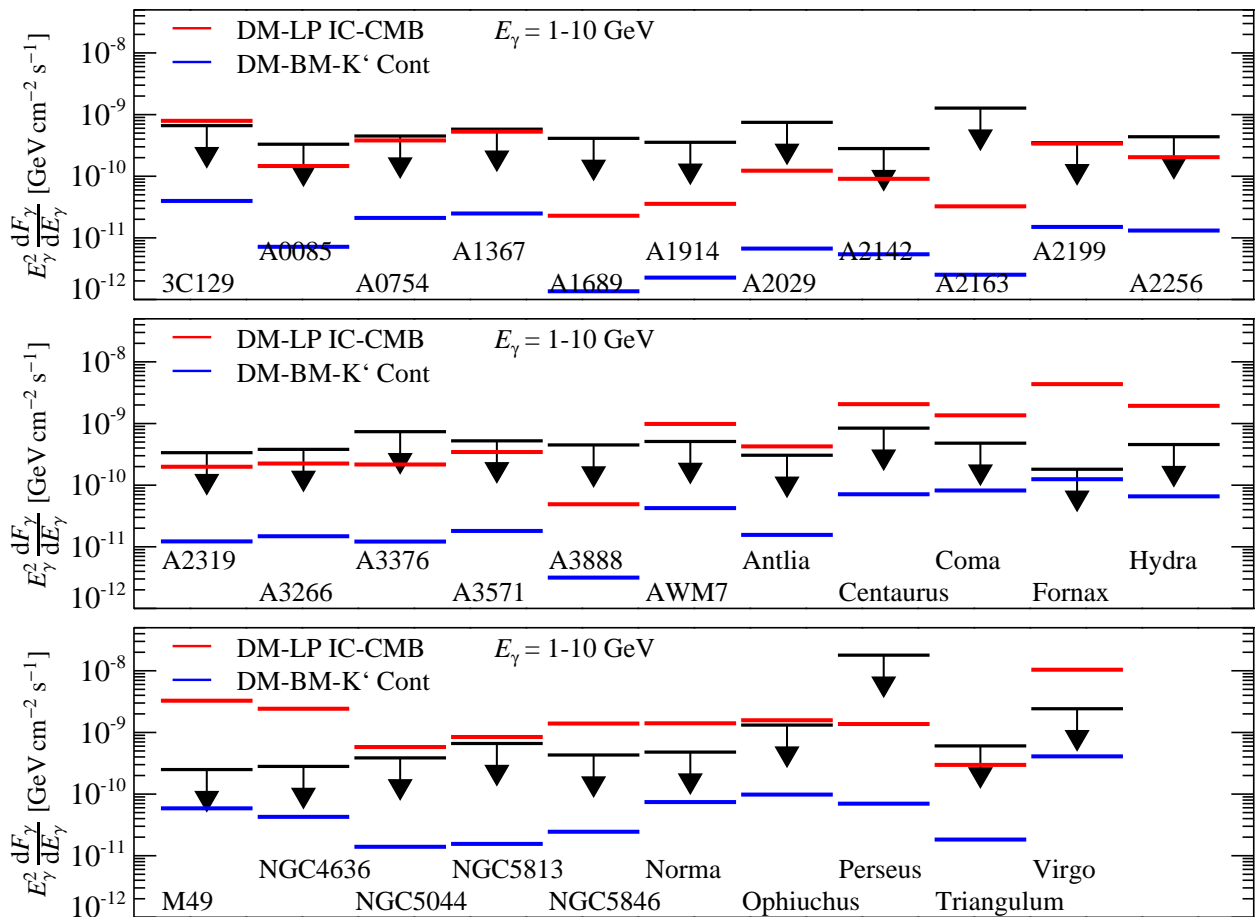 DM-LP IC-CMB E_γ = 1-10 GeV
DM-BM-K‘ Cont
E_γ^2 dF_γ/dE_γ [GeV cm^−2 s^−1]
10^-8
10^-9
10^-10
10^-11
10^-12
A0085 A1367 A1914 A2142 A2199
3C129 A0754 A1689 A2029 A2163 A2256
DM-LP IC-CMB E_γ = 1-10 GeV
DM-BM-K‘ Cont
E_γ^2 dF_γ/dE_γ [GeV cm^−2 s^−1]
10^-8
10^-9
10^-10
10^-11
10^-12
A2319 A3376 A3888 Antlia Coma Hydra
A3266 A3571 AWM7 Centaurus Fornax
DM-LP IC-CMB E_γ = 1-10 GeV
DM-BM-K‘ Cont
E_γ^2 dF_γ/dE_γ [GeV cm^−2 s^−1]
10^-8
10^-9
10^-10
10^-11
10^-12
NGC4636 NGC5813 Norma Perseus Virgo
M49 NGC5044 NGC5846 Ophiuchus Triangulum